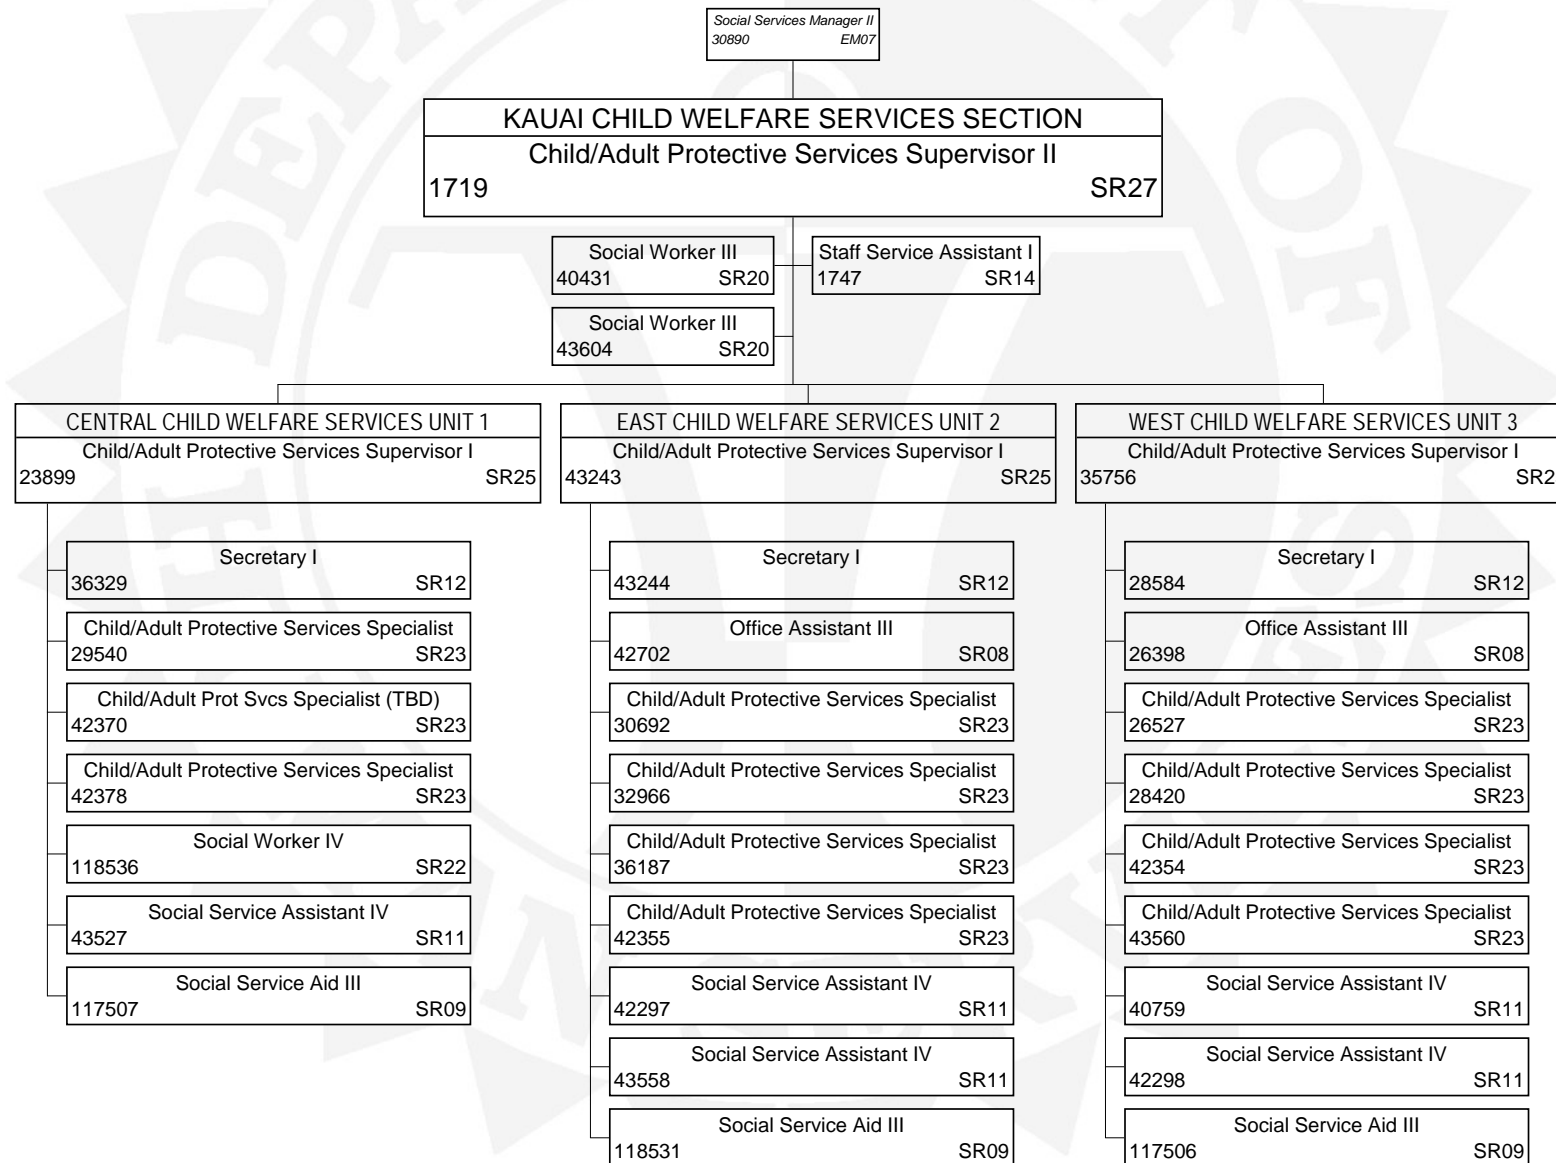 Social Services Manager II
30890 EM07
KAUAI CHILD WELFARE SERVICES SECTION
Child/Adult Protective Services Supervisor II
1719 SR27
Social Worker III
40431 SR20
Staff Service Assistant I
1747 SR14
Social Worker III
43604 SR20
CENTRAL CHILD WELFARE SERVICES UNIT 1
Child/Adult Protective Services Supervisor I
23899 SR25
Secretary I
36329 SR12
Child/Adult Protective Services Specialist
29540 SR23
Child/Adult Prot Svcs Specialist (TBD)
42370 SR23
Child/Adult Protective Services Specialist
42378 SR23
Social Worker IV
118536 SR22
Social Service Assistant IV
43527 SR11
Social Service Aid III
117507 SR09
EAST CHILD WELFARE SERVICES UNIT 2
Child/Adult Protective Services Supervisor I
43243 SR25
Secretary I
43244 SR12
Office Assistant III
42702 SR08
Child/Adult Protective Services Specialist
30692 SR23
Child/Adult Protective Services Specialist
32966 SR23
Child/Adult Protective Services Specialist
36187 SR23
Child/Adult Protective Services Specialist
42355 SR23
Social Service Assistant IV
42297 SR11
Social Service Assistant IV
43558 SR11
Social Service Aid III
118531 SR09
WEST CHILD WELFARE SERVICES UNIT 3
Child/Adult Protective Services Supervisor I
35756 SR2
Secretary I
28584 SR12
Office Assistant III
26398 SR08
Child/Adult Protective Services Specialist
26527 SR23
Child/Adult Protective Services Specialist
28420 SR23
Child/Adult Protective Services Specialist
42354 SR23
Child/Adult Protective Services Specialist
43560 SR23
Social Service Assistant IV
40759 SR11
Social Service Assistant IV
42298 SR11
Social Service Aid III
117506 SR09